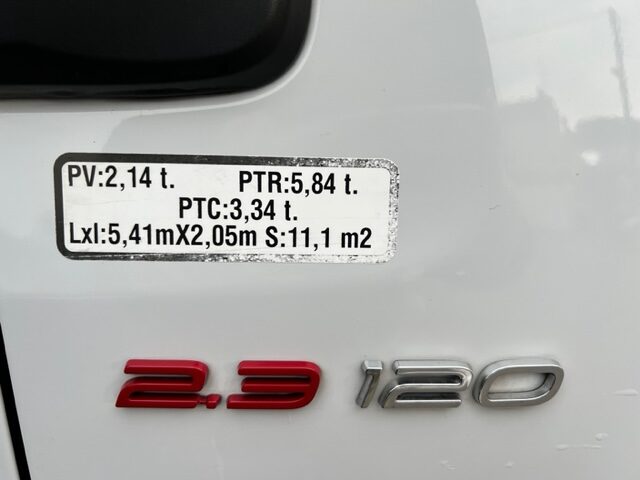 PV:2,14 t. PTR:5,84 t.
PTC:3,34 t.
Lxl:5,41mX2,05m S:11,1 m2
2.3 120